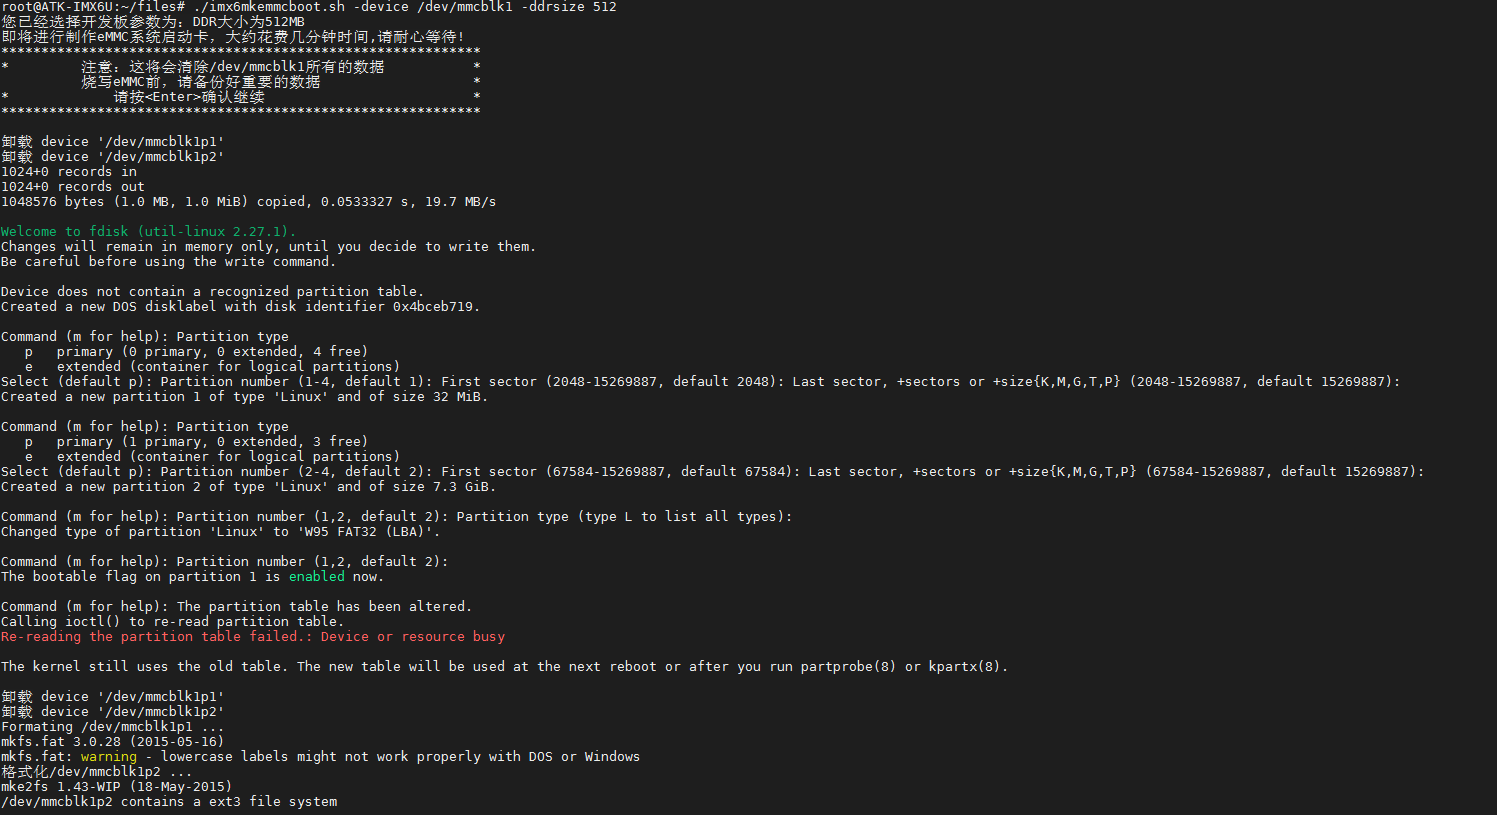 root@ATK-IMX6U:~/files# ./imx6mkemmcboot.sh -device /dev/mmcblk1 -ddrsize 512
您已经选择开发板参数为：DDR大小为512MB
即将进行制作eMMC系统启动卡，大约花费几分钟时间,请耐心等待!
************************************************************
*         注意：这将会清除/dev/mmcblk1所有的数据           *
          烧写eMMC前，请备份好重要的数据                   *
*             请按<Enter>确认继续                          *
************************************************************
卸载 device '/dev/mmcblk1p1'
卸载 device '/dev/mmcblk1p2'
1024+0 records in
1024+0 records out
1048576 bytes (1.0 MB, 1.0 MiB) copied, 0.0533327 s, 19.7 MB/s
Welcome to fdisk (util-linux 2.27.1).
Changes will remain in memory only, until you decide to write them.
Be careful before using the write command.
Device does not contain a recognized partition table.
Created a new DOS disklabel with disk identifier 0x4bceb719.
Command (m for help): Partition type
   p   primary (0 primary, 0 extended, 4 free)
   e   extended (container for logical partitions)
Select (default p): Partition number (1-4, default 1): First sector (2048-15269887, default 2048): Last sector, +sectors or +size{K,M,G,T,P} (2048-15269887, default 15269887):
Created a new partition 1 of type 'Linux' and of size 32 MiB.
Command (m for help): Partition type
   p   primary (1 primary, 0 extended, 3 free)
   e   extended (container for logical partitions)
Select (default p): Partition number (2-4, default 2): First sector (67584-15269887, default 67584): Last sector, +sectors or +size{K,M,G,T,P} (67584-15269887, default 15269887):
Created a new partition 2 of type 'Linux' and of size 7.3 GiB.
Command (m for help): Partition number (1,2, default 2): Partition type (type L to list all types):
Changed type of partition 'Linux' to 'W95 FAT32 (LBA)'.
Command (m for help): Partition number (1,2, default 2):
The bootable flag on partition 1 is enabled now.
Command (m for help): The partition table has been altered.
Calling ioctl() to re-read partition table.
Re-reading the partition table failed.: Device or resource busy
The kernel still uses the old table. The new table will be used at the next reboot or after you run partprobe(8) or kpartx(8).
卸载 device '/dev/mmcblk1p1'
卸载 device '/dev/mmcblk1p2'
Formating /dev/mmcblk1p1 ...
mkfs.fat 3.0.28 (2015-05-16)
mkfs.fat: warning - lowercase labels might not work properly with DOS or Windows
格式化/dev/mmcblk1p2 ...
mke2fs 1.43-WIP (18-May-2015)
/dev/mmcblk1p2 contains a ext3 file system